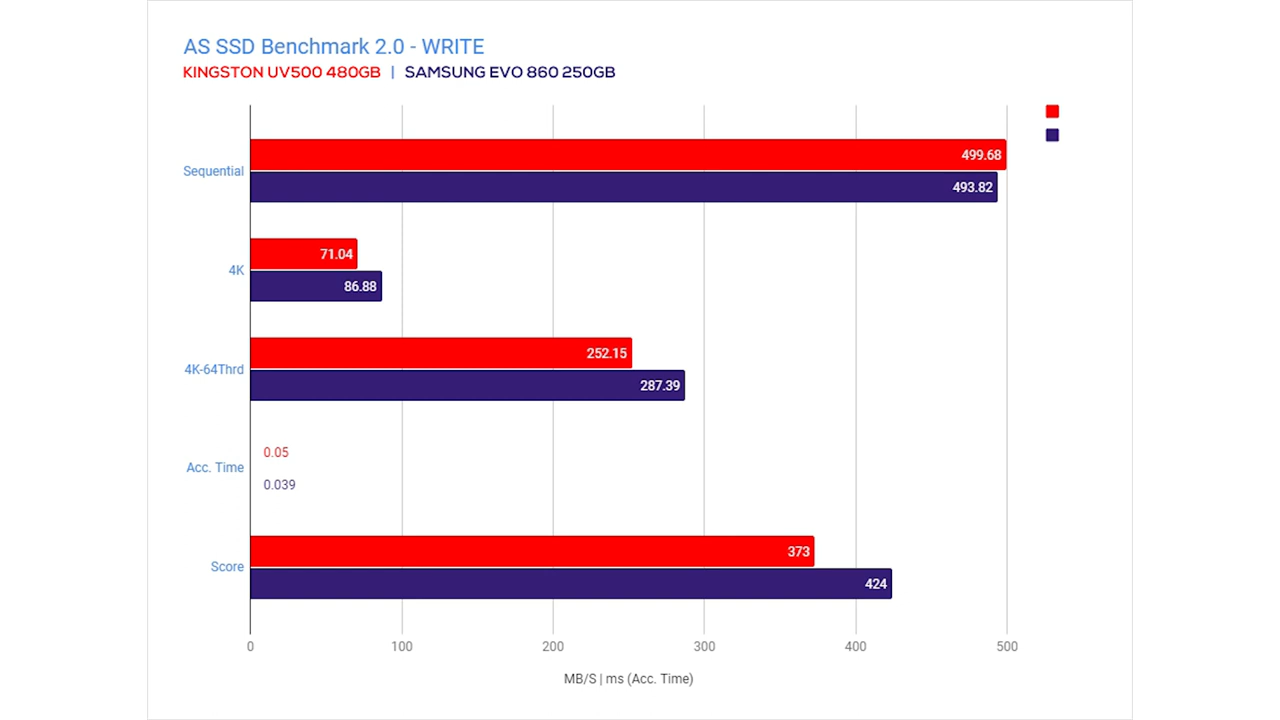 AS SSD Benchmark 2.0 - WRITE
KINGSTON UV500 480GB | SAMSUNG EVO 860 250GB
Sequential
499.68
493.82
4K
71.04
86.88
4K-64Thrd
252.15
287.39
Acc. Time
0.05
0.039
Score
373
424
0 100 200 300 400 500
MB/S | ms (Acc. Time)